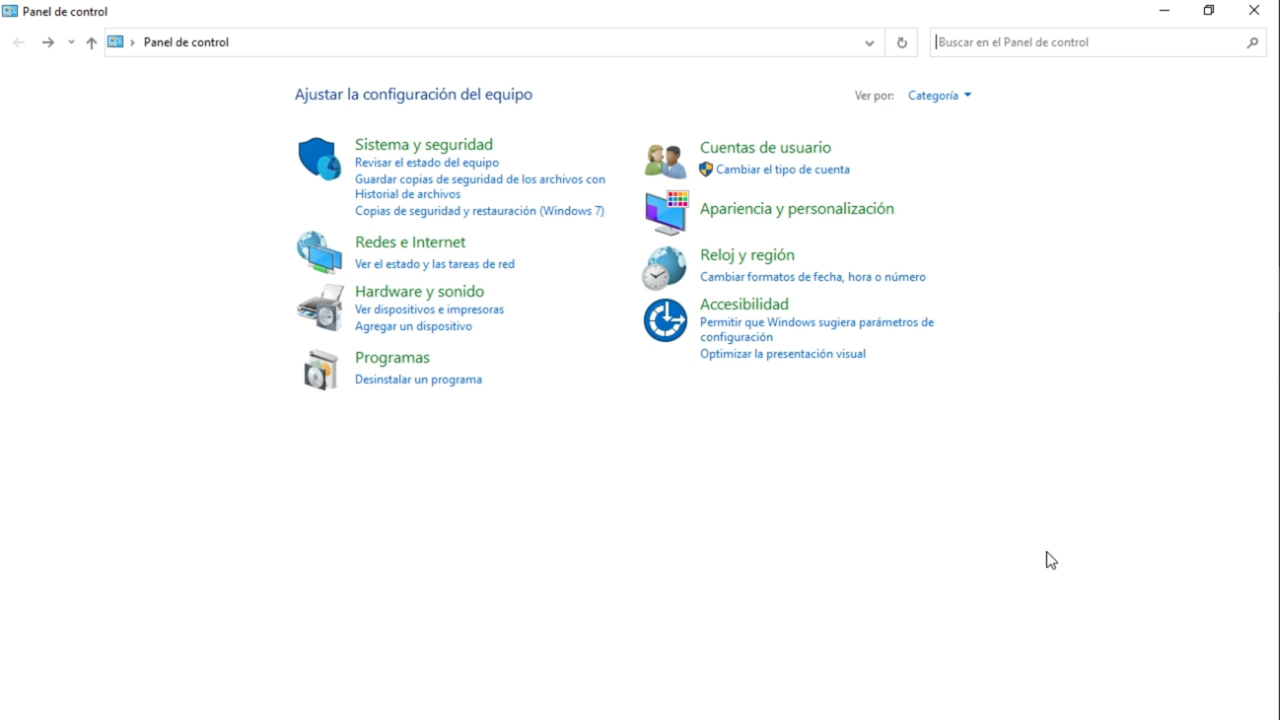 Panel de control
Panel de control
Buscar en el Panel de control
Ajustar la configuración del equipo
Ver por: Categoría
Sistema y seguridad
Revisar el estado del equipo
Guardar copias de seguridad de los archivos con
Historial de archivos
Copias de seguridad y restauración (Windows 7)
Redes e Internet
Ver el estado y las tareas de red
Hardware y sonido
Ver dispositivos e impresoras
Agregar un dispositivo
Programas
Desinstalar un programa
Cuentas de usuario
Cambiar el tipo de cuenta
Apariencia y personalización
Reloj y región
Cambiar formatos de fecha, hora o número
Accesibilidad
Permitir que Windows sugiera parámetros de
configuración
Optimizar la presentación visual